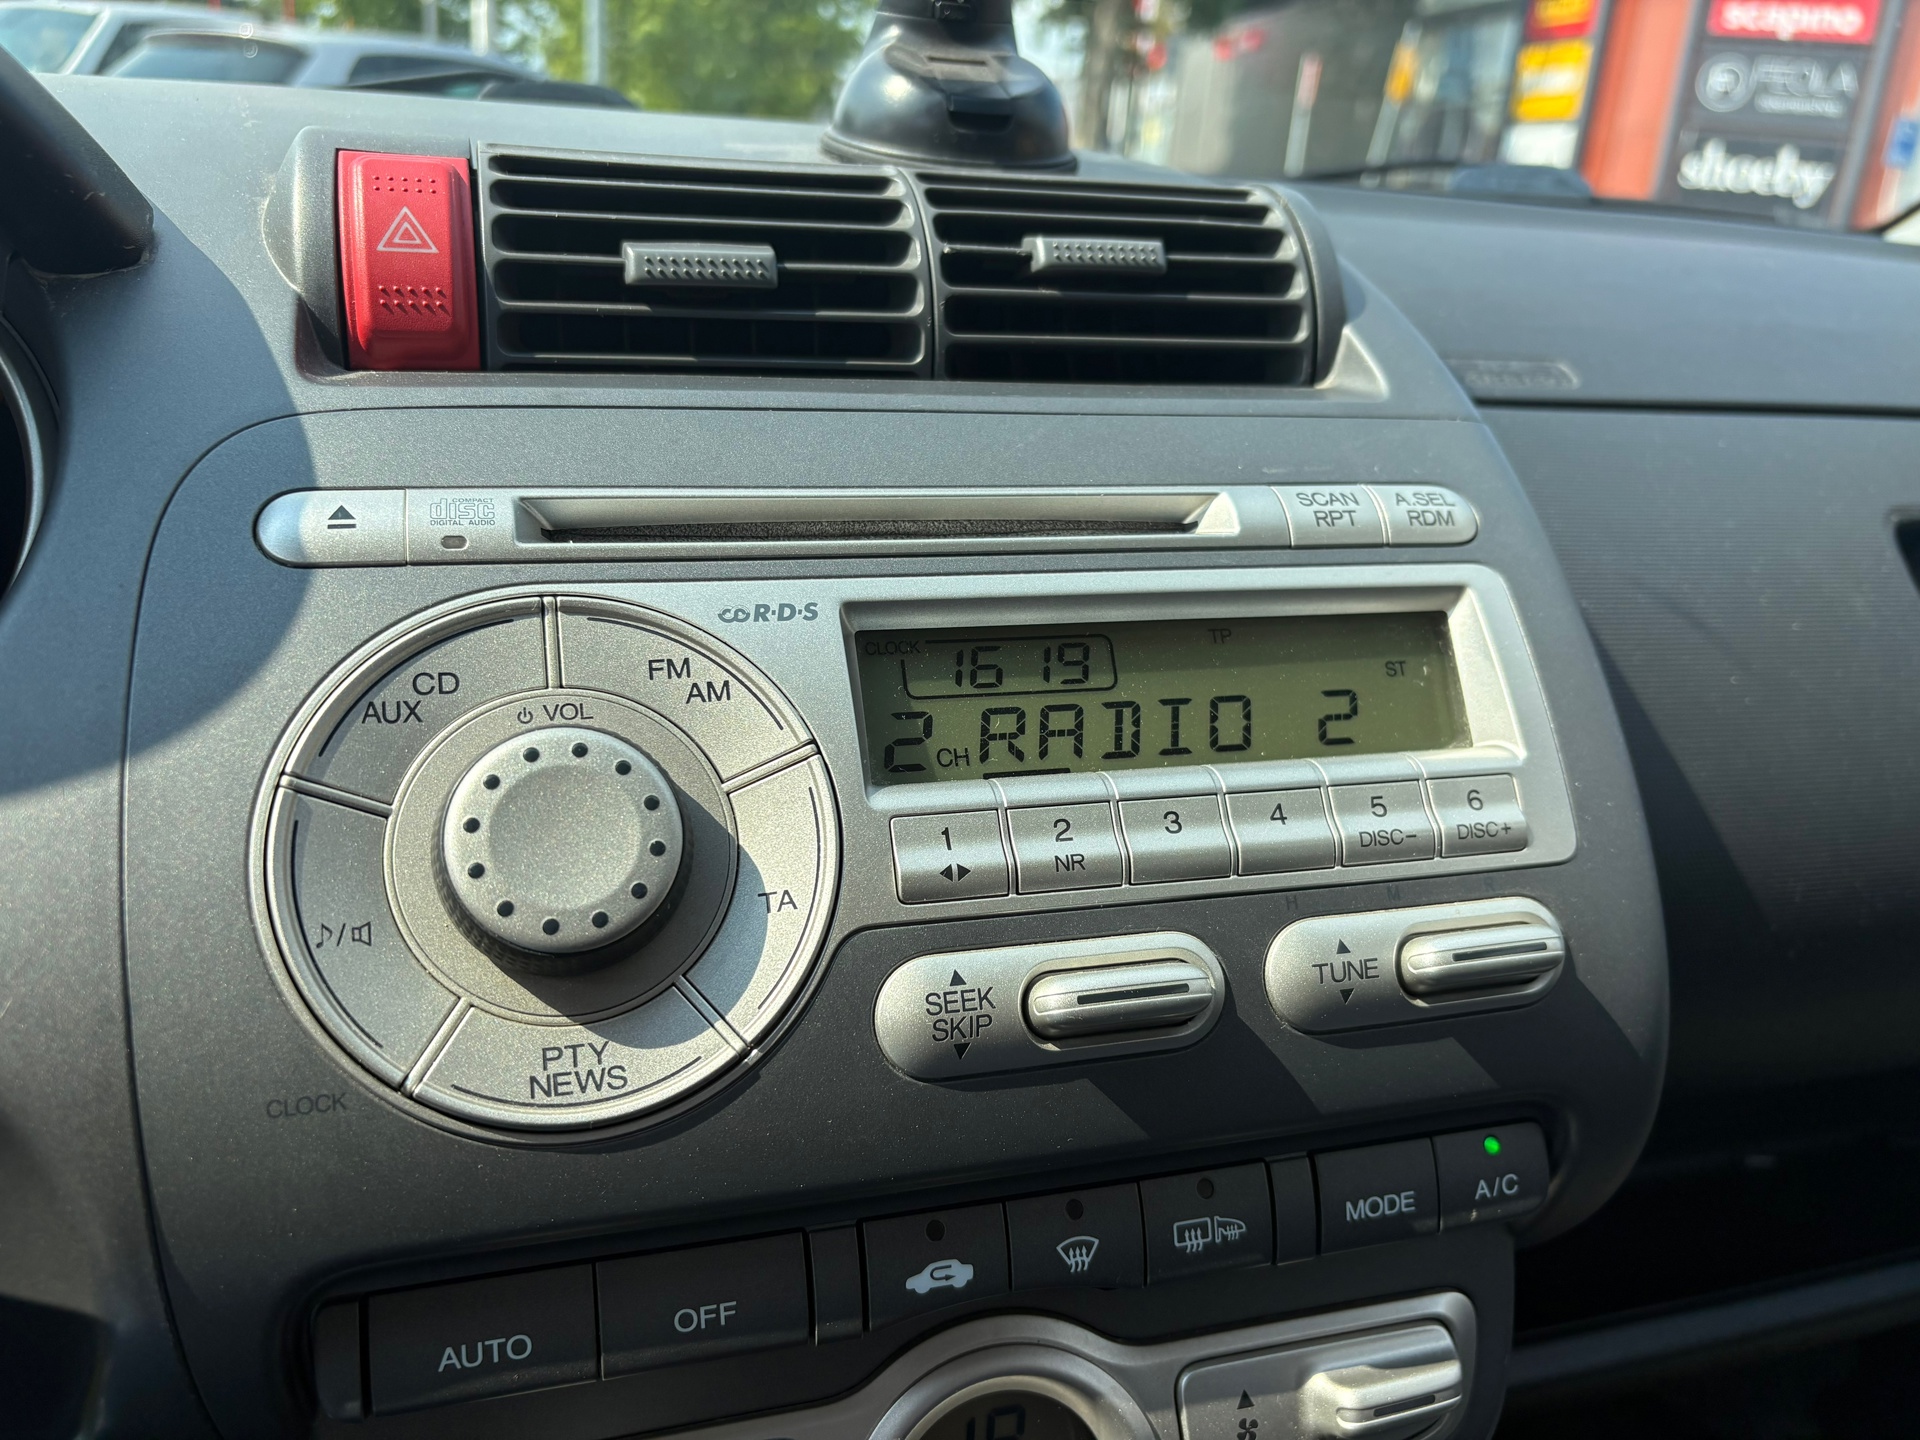 scapino
FEOLA
sheeby
COMPACT
disc
DIGITAL AUDIO
SCAN
RPT
A.SEL
RDM
R·D·S
CD
AUX
FM
AM
VOL
TA
PTY
NEWS
CLOCK
CLOCK
16 19
TP
ST
2 CH RADIO 2
1
2
NR
3
4
5
DISC-
6
DISC+
H
M
R
SEEK
SKIP
TUNE
AUTO
OFF
MODE
A/C